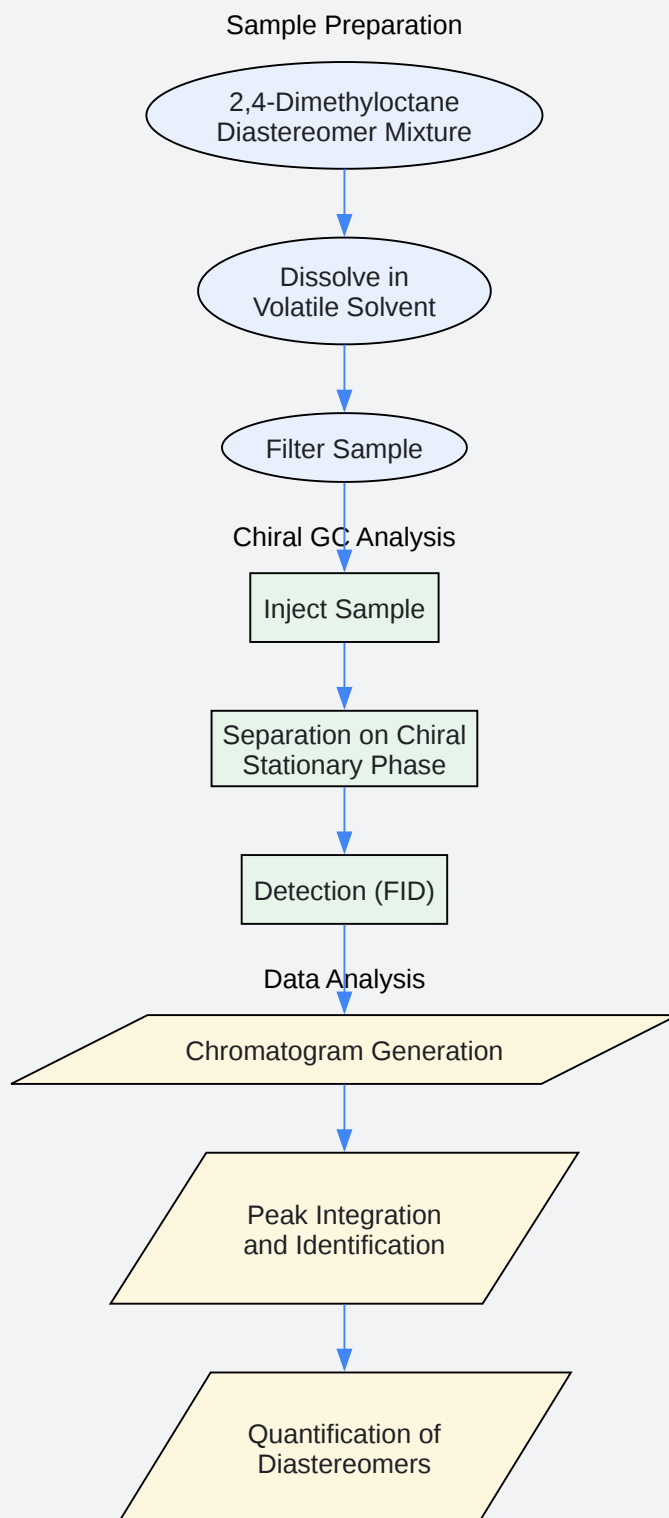 Sample Preparation
2,4-Dimethyloctane
Diastereomer Mixture
Dissolve in
Volatile Solvent
Filter Sample
Chiral GC Analysis
Inject Sample
Separation on Chiral
Stationary Phase
Detection (FID)
Data Analysis
Chromatogram Generation
Peak Integration
and Identification
Quantification of
Diastereomers